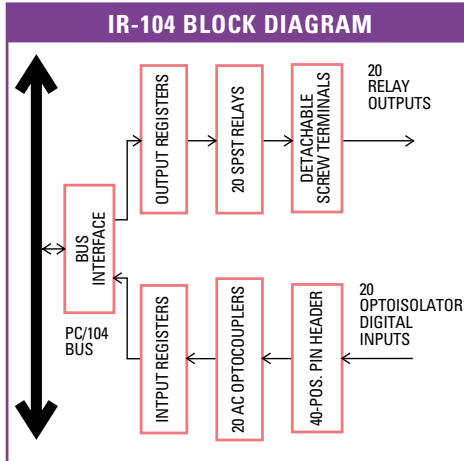 IR-104 BLOCK DIAGRAM
OUTPUT REGISTERS
20 SPST RELAYS
DETACHABLE
SCREW TERMINALS
20
RELAY
OUTPUTS
BUS
INTERFACE
PC/104
BUS
INTPUT REGISTERS
20 AC OPTOCOUPLERS
40-POS. PIN HEADER
20
OPTOISOLATOR
DIGITAL
INPUTS